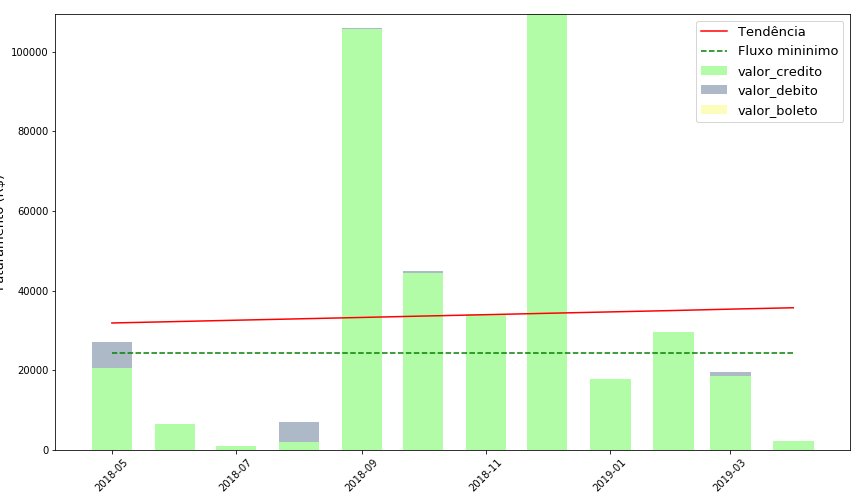 100000
80000
60000
40000
20000
0
2018-05
2018-07
2018-09
2018-11
2019-01
2019-03
Tendência
Fluxo mininimo
valor_credito
valor_debito
valor_boleto